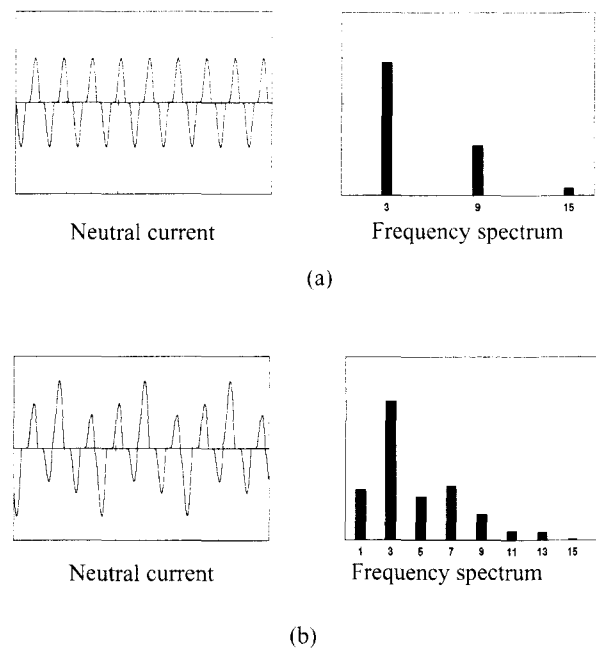 3 9 15
Neutral current Frequency spectrum
(a)
1 3 5 7 9 11 13 15
Neutral current Frequency spectrum
(b)